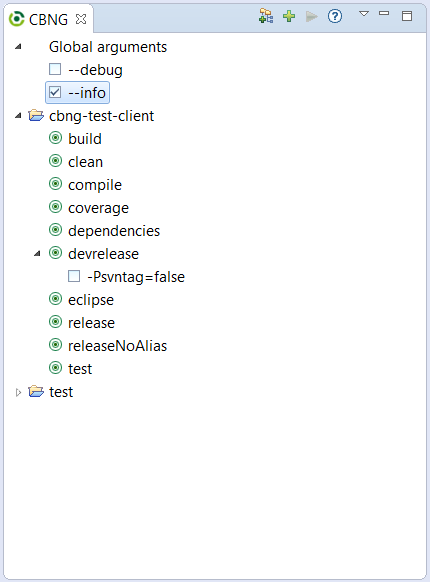 CBNG
Global arguments
--debug
--info
cbng-test-client
build
clean
compile
coverage
dependencies
devrelease
-Psvntag=false
eclipse
release
releaseNoAlias
test
test